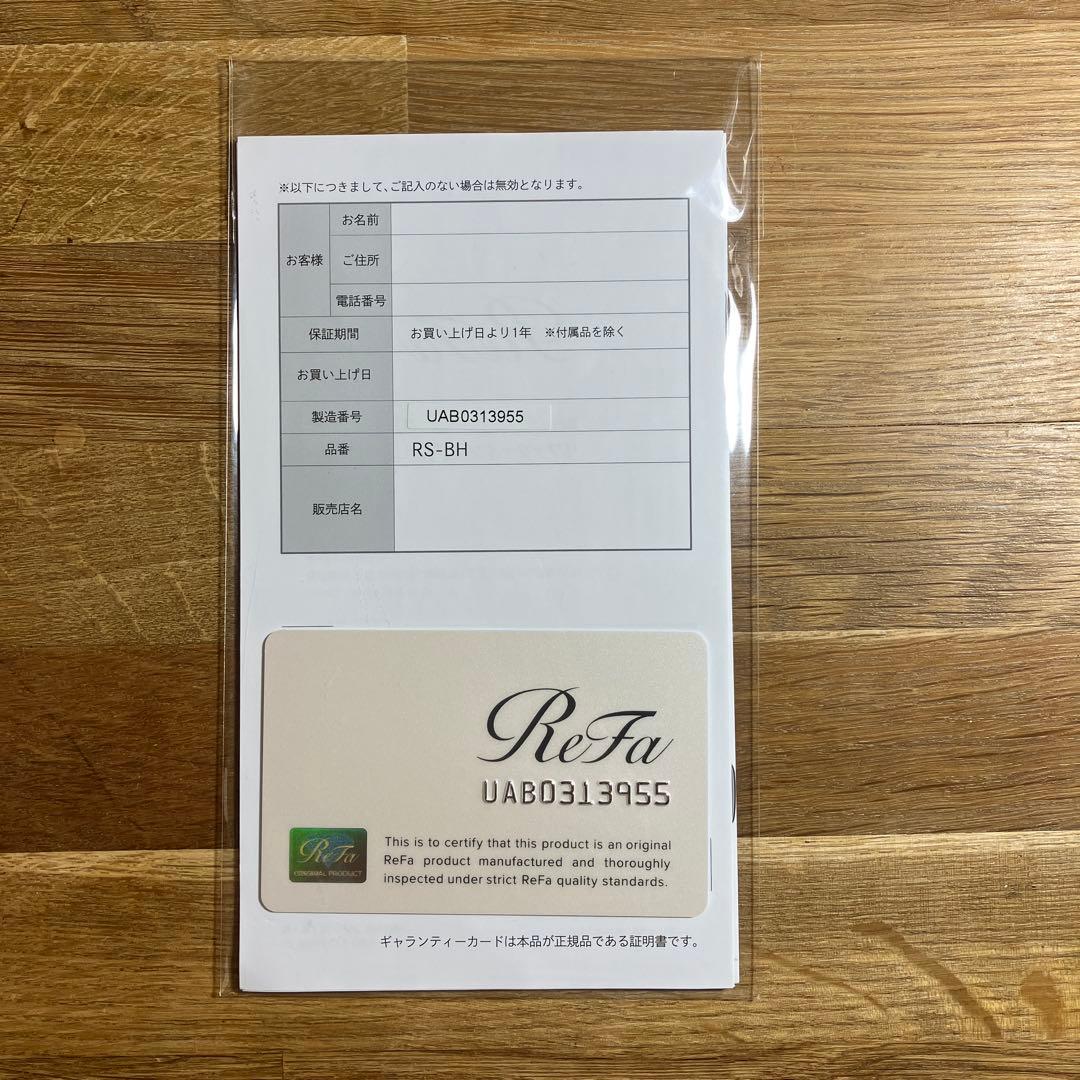 ※以下につきまして、ご記入のない場合は無効となります。
お客様
お名前
ご住所
電話番号
保証期間 お買い上げ日より1年 ※付属品を除く
お買い上げ日
製造番号 UAB0313955
品番 RS-BH
販売店名
ReFa
UAB0313955
ReFa
ORIGINAL PRODUCT
This is to certify that this product is an original
ReFa product manufactured and thoroughly
inspected under strict ReFa quality standards.
ギャランティーカードは本品が正規品である証明書です。